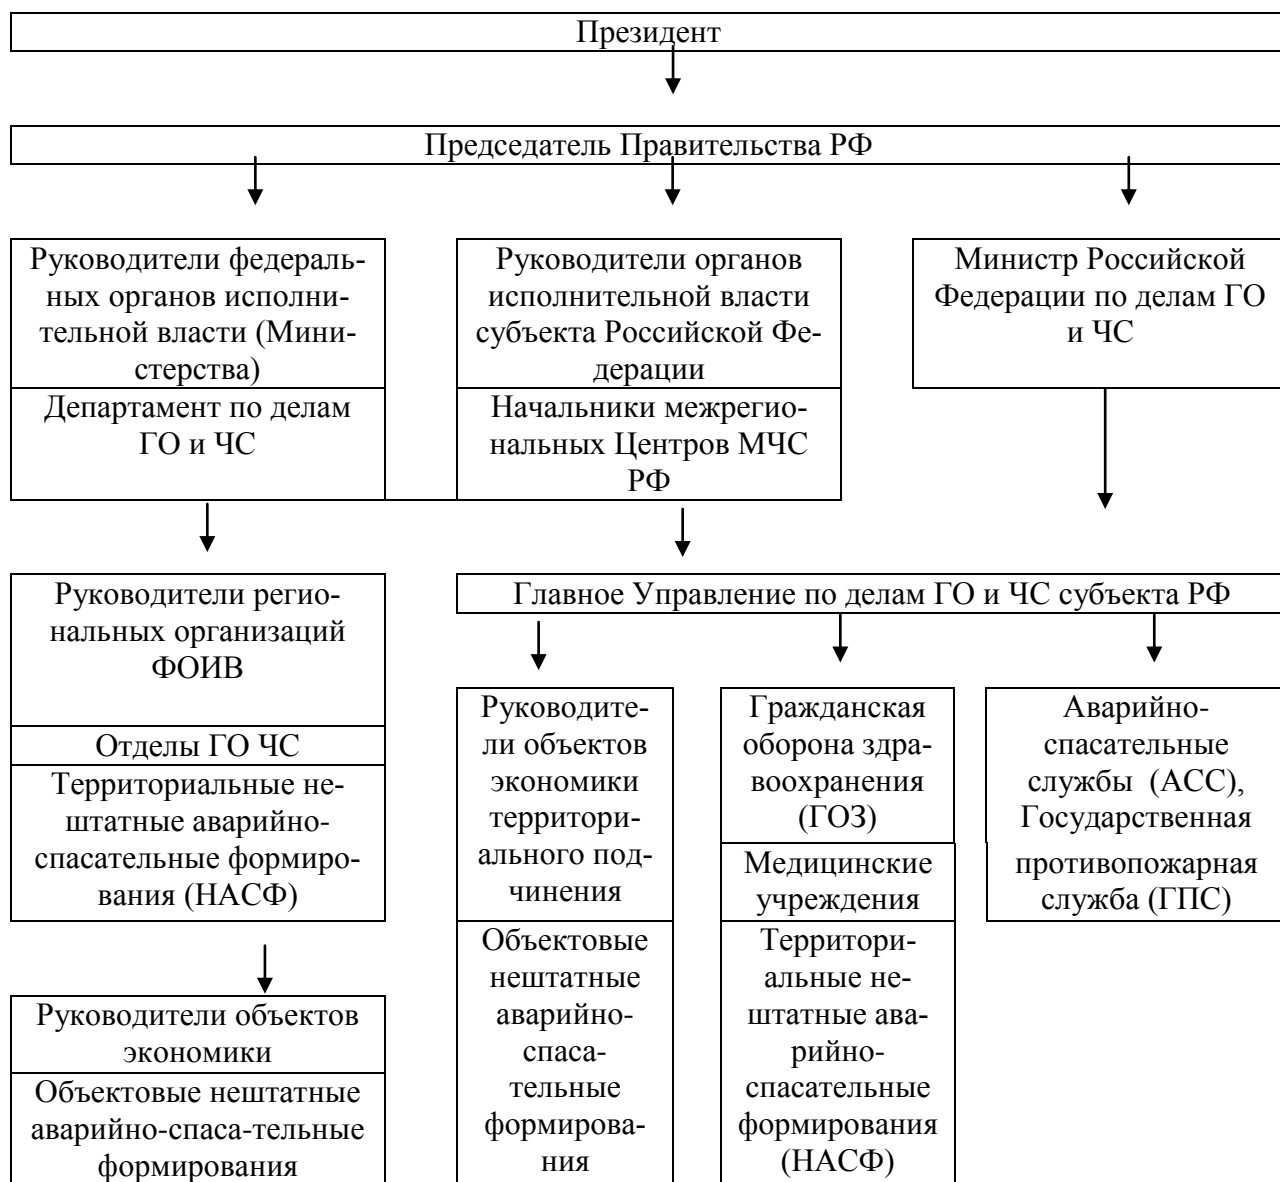 Президент
Председатель Правительства РФ
Руководители федераль-
ных органов исполни-
тельной власти (Мини-
стерства)
Департамент по делам
ГО и ЧС
Руководители органов
исполнительной власти
субъекта Российской Фе-
дерации
Начальники межрегио-
нальных Центров МЧС
РФ
Министр Российской
Федерации по делам ГО
и ЧС
Руководители регио-
нальных организаций
ФОИВ
Отделы ГО ЧС
Территориальные не-
штатные аварийно-
спасательные формиро-
вания (НАСФ)
Руководители объектов
экономики
Объектовые нештатные
аварийно-спаса-тельные
формирования
Главное Управление по делам ГО и ЧС субъекта РФ
Руководите-
ли объектов
экономики
территори-
ального под-
чинения
Объектовые
нештатные
аварийно-
спаса-
тельные
формирова-
ния
Гражданская
оборона здра-
воохранения
(ГОЗ)
Медицинские
учреждения
Территори-
альные не-
штатные ава-
рийно-
спасательные
формирования
(НАСФ)
Аварийно-
спасательные
службы (АСС),
Государственная
противопожарная
служба (ГПС)